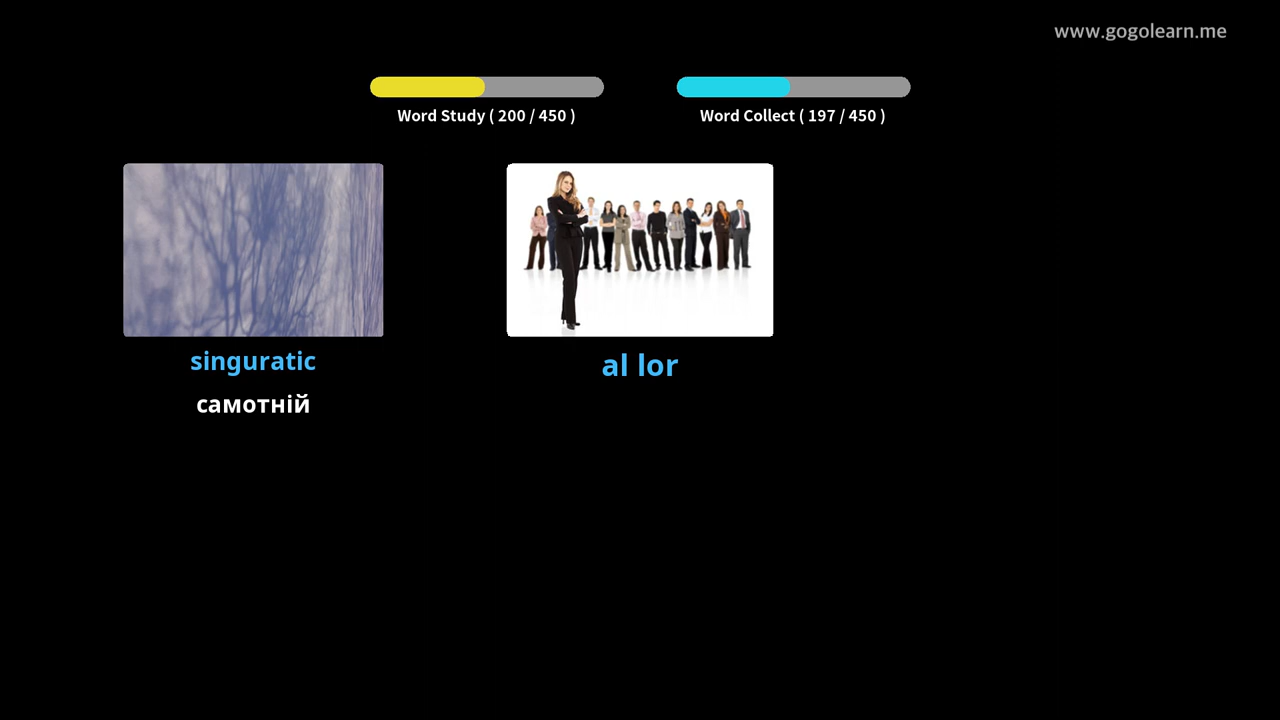 www.gogolearn.me
Word Study ( 200 / 450 )
Word Collect ( 197 / 450 )
singuratic
самотній
al lor